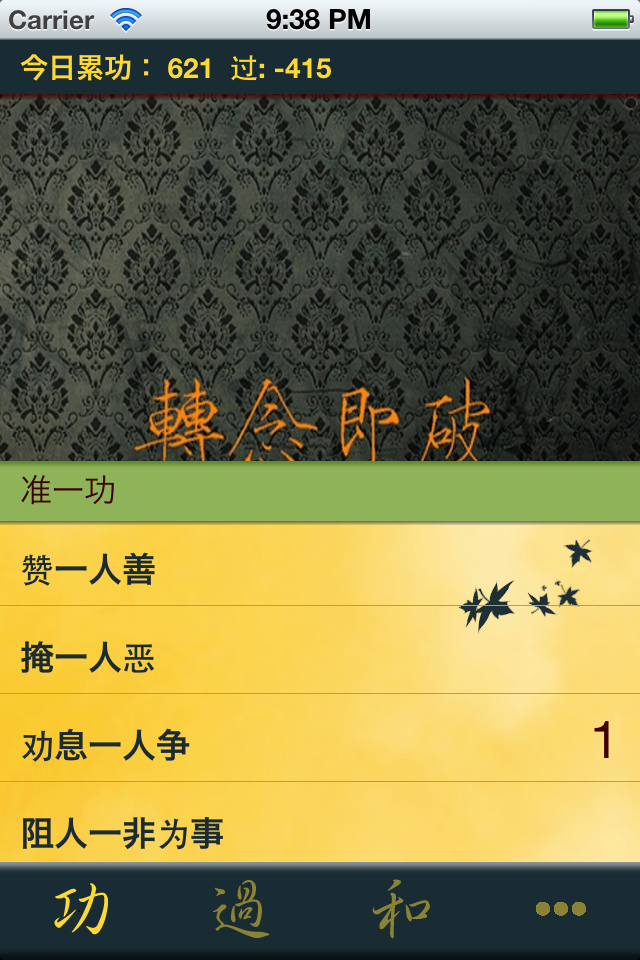 Carrier 9:38 PM
今日累功： 621 过: -415
轉念即破
准一功
赞一人善
掩一人恶
劝息一人争 1
阻人一非为事
功 過 和